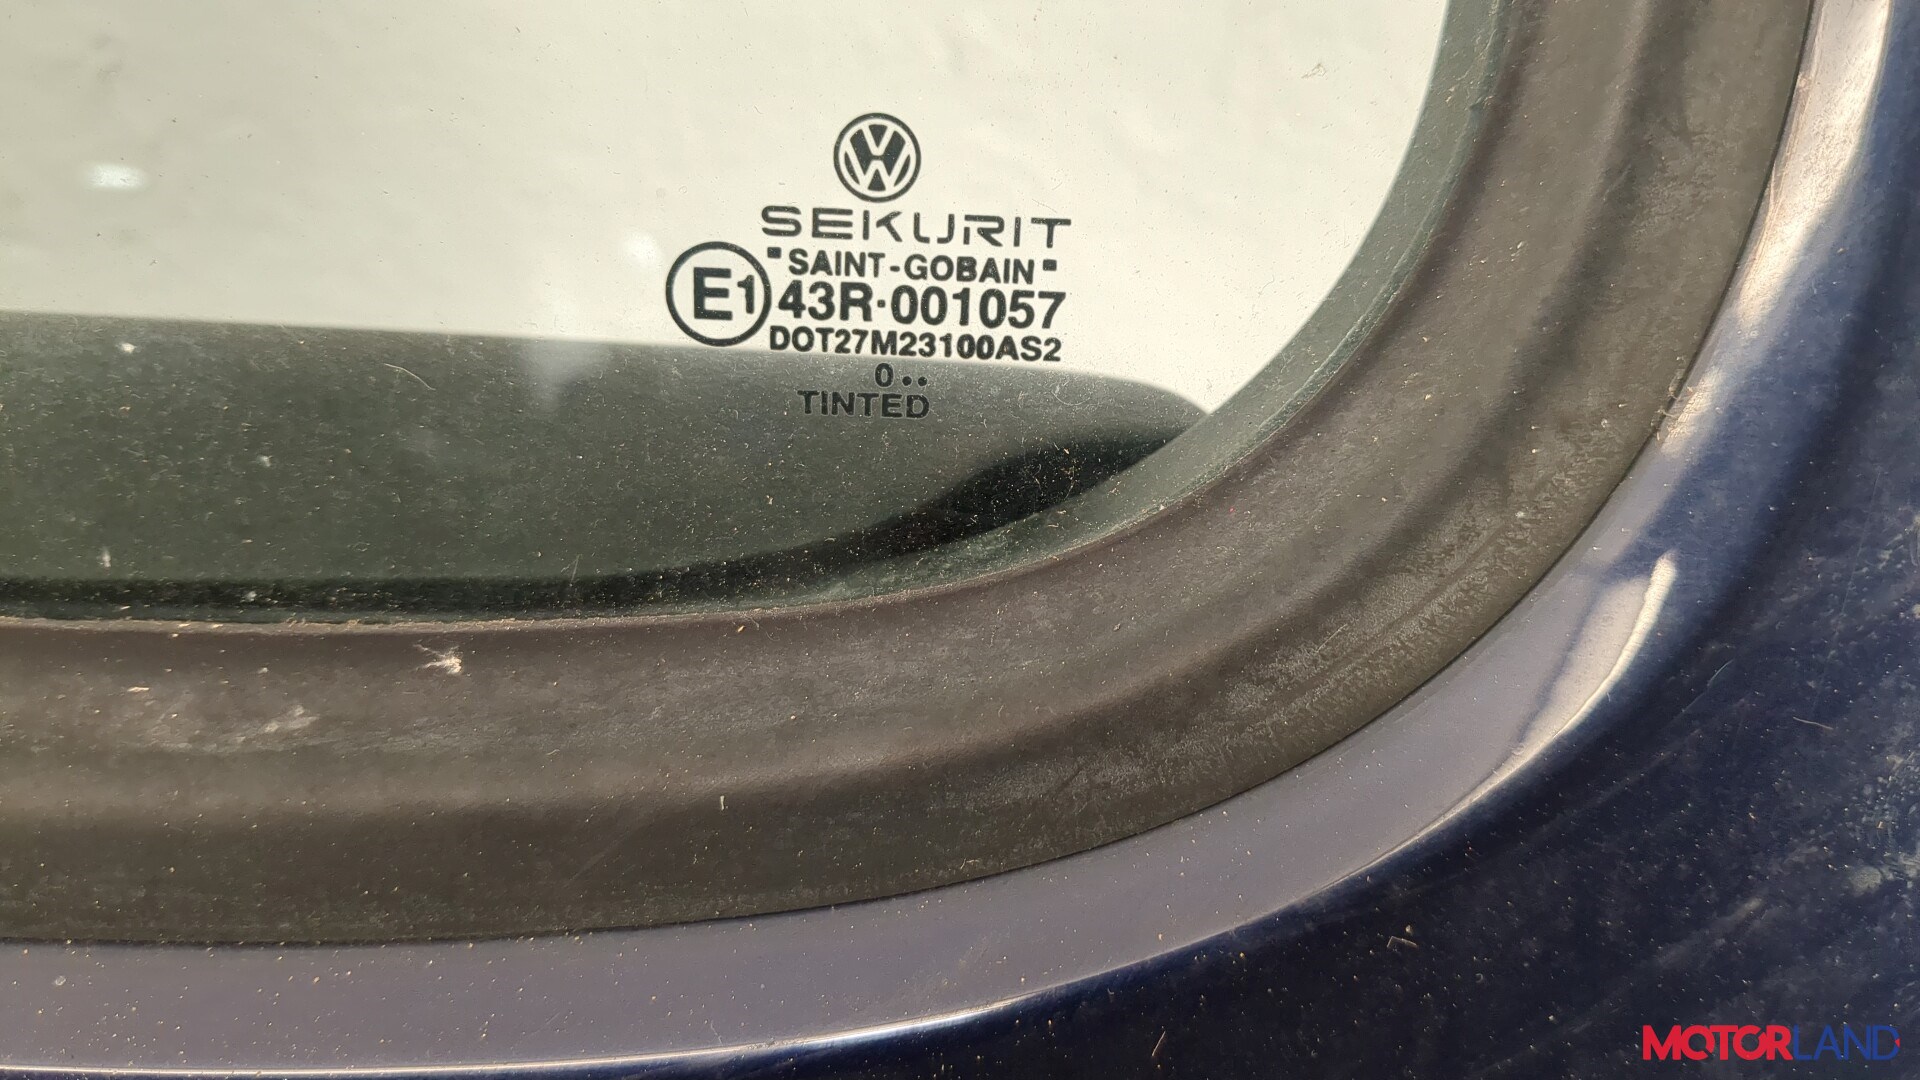 SEKURIT
"SAINT-GOBAIN"
E1 43R·001057
DOT27M23100AS2
0··
TINTED
MOTORLAND